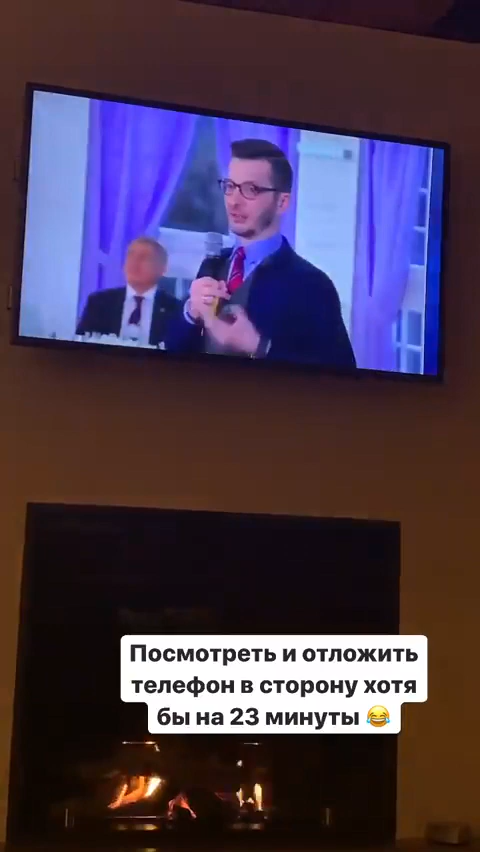 Посмотреть и отложить
телефон в сторону хотя
бы на 23 минуты 😂